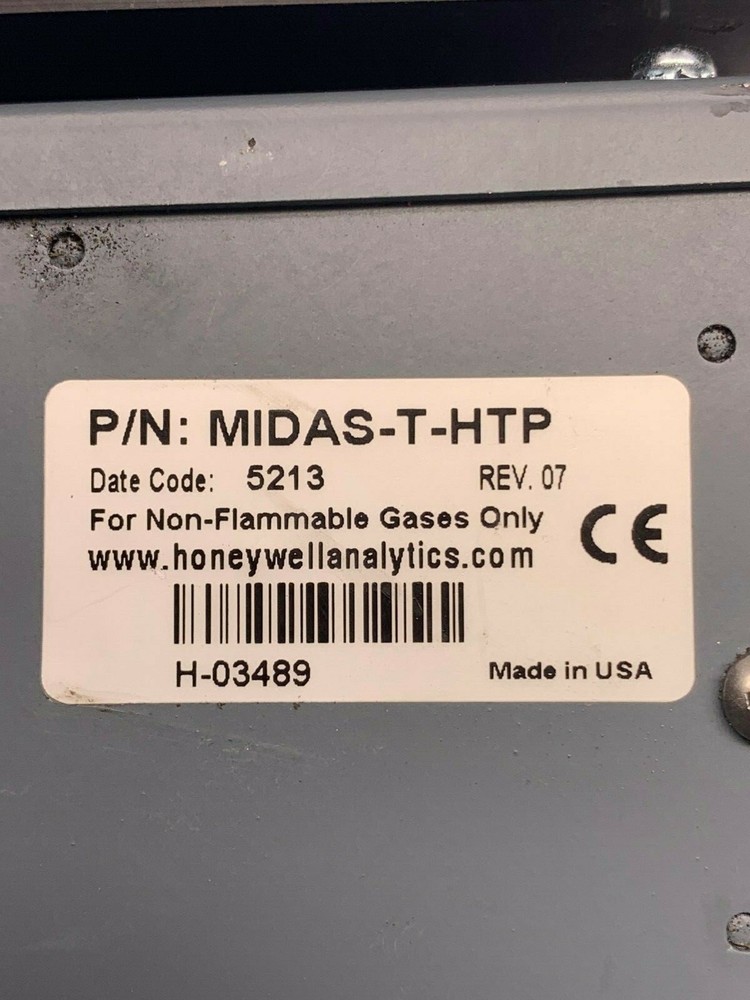 P/N: MIDAS-T-HTP
Date Code: 5213 REV. 07
For Non-Flammable Gases Only
www.honeywellanalytics.com
CE
H-03489 Made in USA